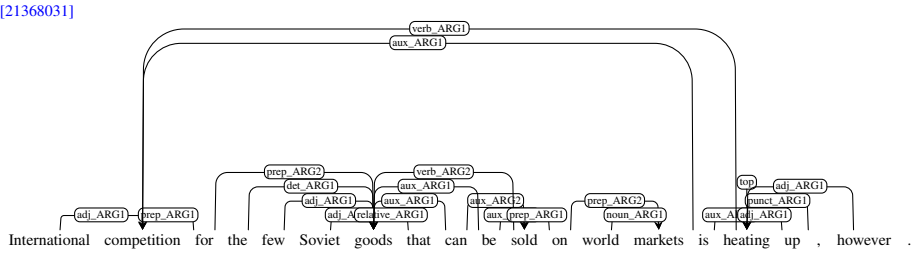 [21368031]
verb_ARG1
aux_ARG1
prep_ARG2 verb_ARG2
top
det_ARG1 aux_ARG1 adj_ARG1
adj_ARG1 aux_ARG1 aux_ARG2 prep_ARG2 punct_ARG1
adj_ARG1 prep_ARG1 relative_ARG1 prep_ARG1 noun_ARG1 adj_ARG1
International competition for the few Soviet goods that can be sold on world markets is heating up , however .